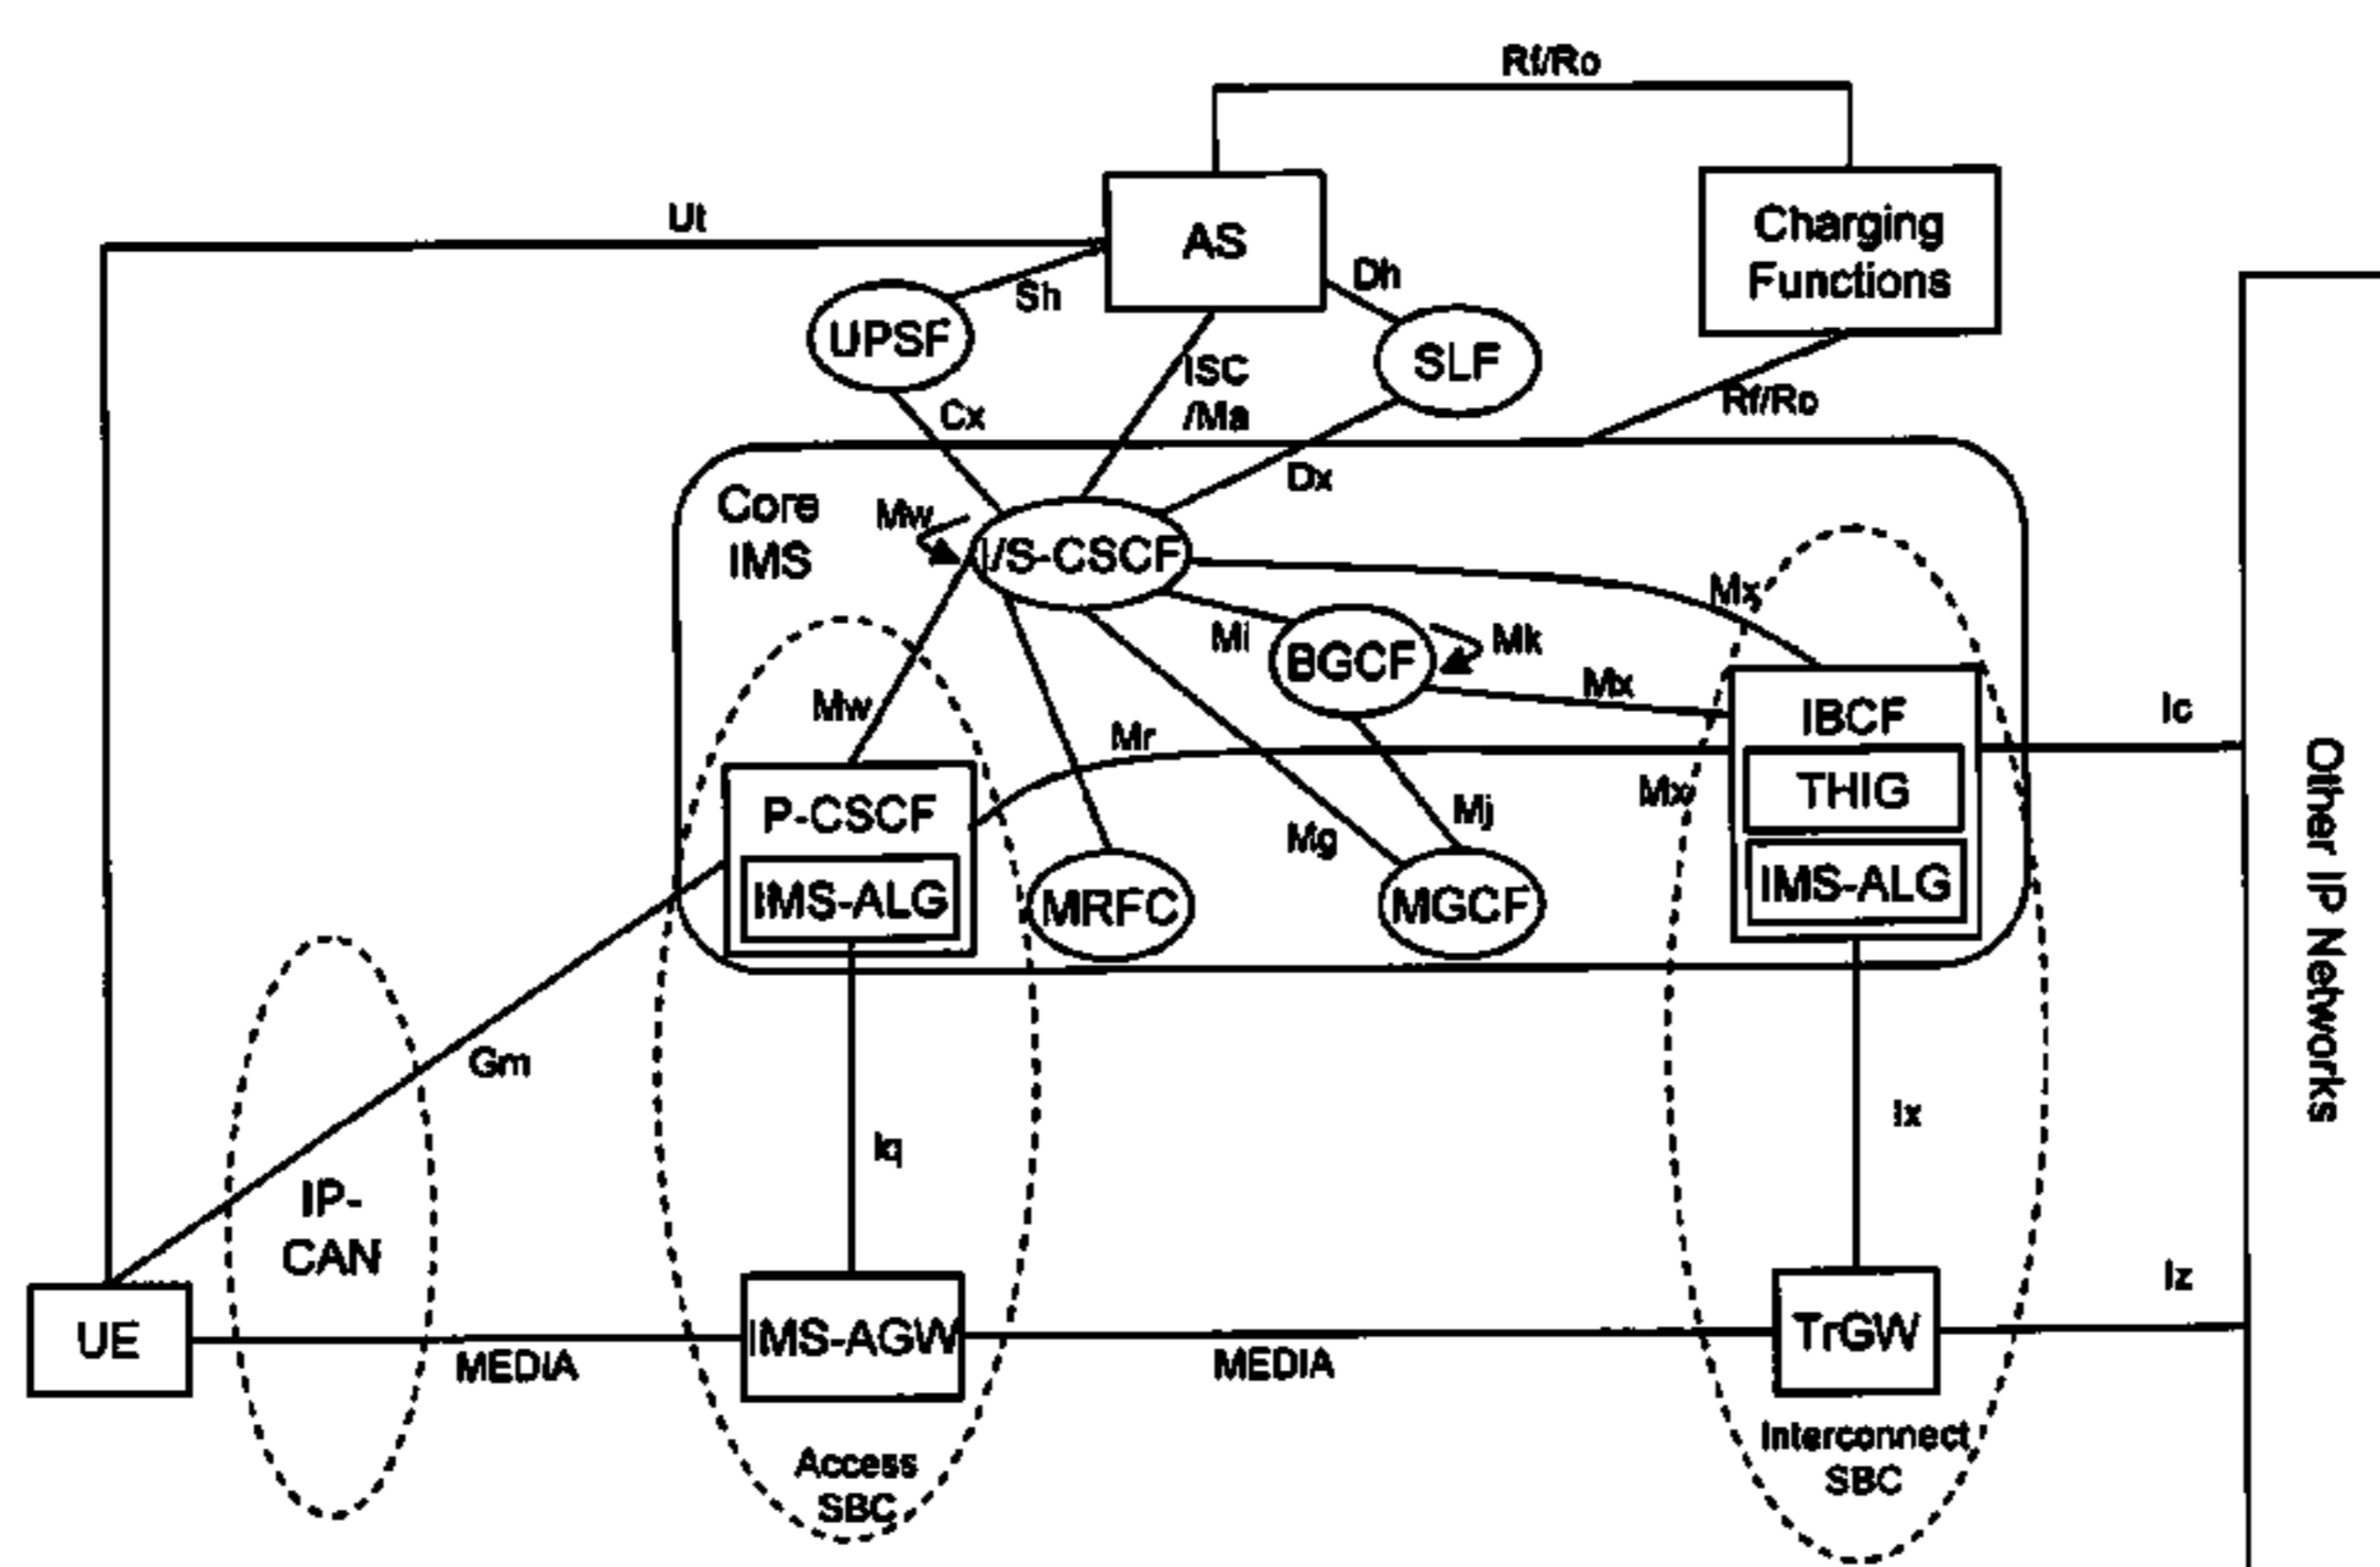 Rf/Ro
Ut
AS
Charging
Functions
Sh
Dh
UPSF
SLF
ISC
/Ma
Cx
Rf/Ro
Dx
Core
IMS
Mw
I/S-CSCF
Mx
Mi
BGCF
Mk
Mx
Mw
Mr
IBCF
Ic
THIG
Mx
P-CSCF
Mj
Mg
IMS-ALG
MRFC
MGCF
IMS-ALG
Other IP Networks
Gm
Iq
Ix
IP-
CAN
Iz
UE
MEDIA
IMS-AGW
MEDIA
TrGW
Access
SBC
Interconnect
SBC